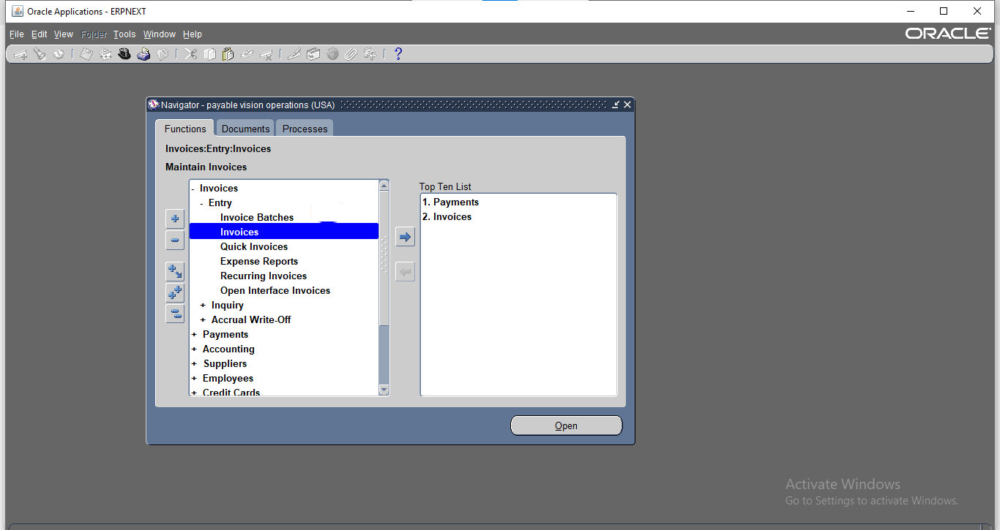 Oracle Applications - ERPNEXT
File Edit View Folder Tools Window Help
ORACLE
Navigator - payable vision operations (USA)
Functions Documents Processes
Invoices:Entry:Invoices
Maintain Invoices
- Invoices
- Entry
Invoice Batches
Invoices
Quick Invoices
Expense Reports
Recurring Invoices
Open Interface Invoices
+ Inquiry
+ Accrual Write-Off
+ Payments
+ Accounting
+ Suppliers
+ Employees
+ Credit Cards
Top Ten List
1. Payments
2. Invoices
Open
Activate Windows
Go to Settings to activate Windows.